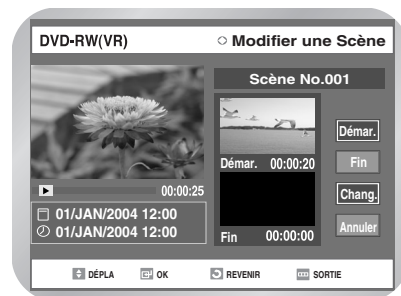 DVD-RW(VR)
Modifier une Scène
Scène No.001
00:00:25
01/JAN/2004 12:00
01/JAN/2004 12:00
Démar. 00:00:20
Fin 00:00:00
Démar.
Fin
Chang.
Annuler
DÉPLA OK REVENIR SORTIE